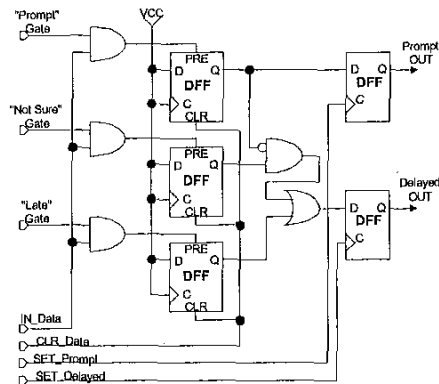 "Prompt"
Gate
VCC
PRE
D Q
DFF
C
CLR
D Q
DFF
C
Prompt
OUT
"Not Sure"
Gate
PRE
D Q
DFF
C
CLR
"Late"
Gate
PRE
D Q
DFF
C
CLR
D Q
DFF
C
Delayed
OUT
IN_Data
CLR_Data
SET_Prompt
SET_Delayed